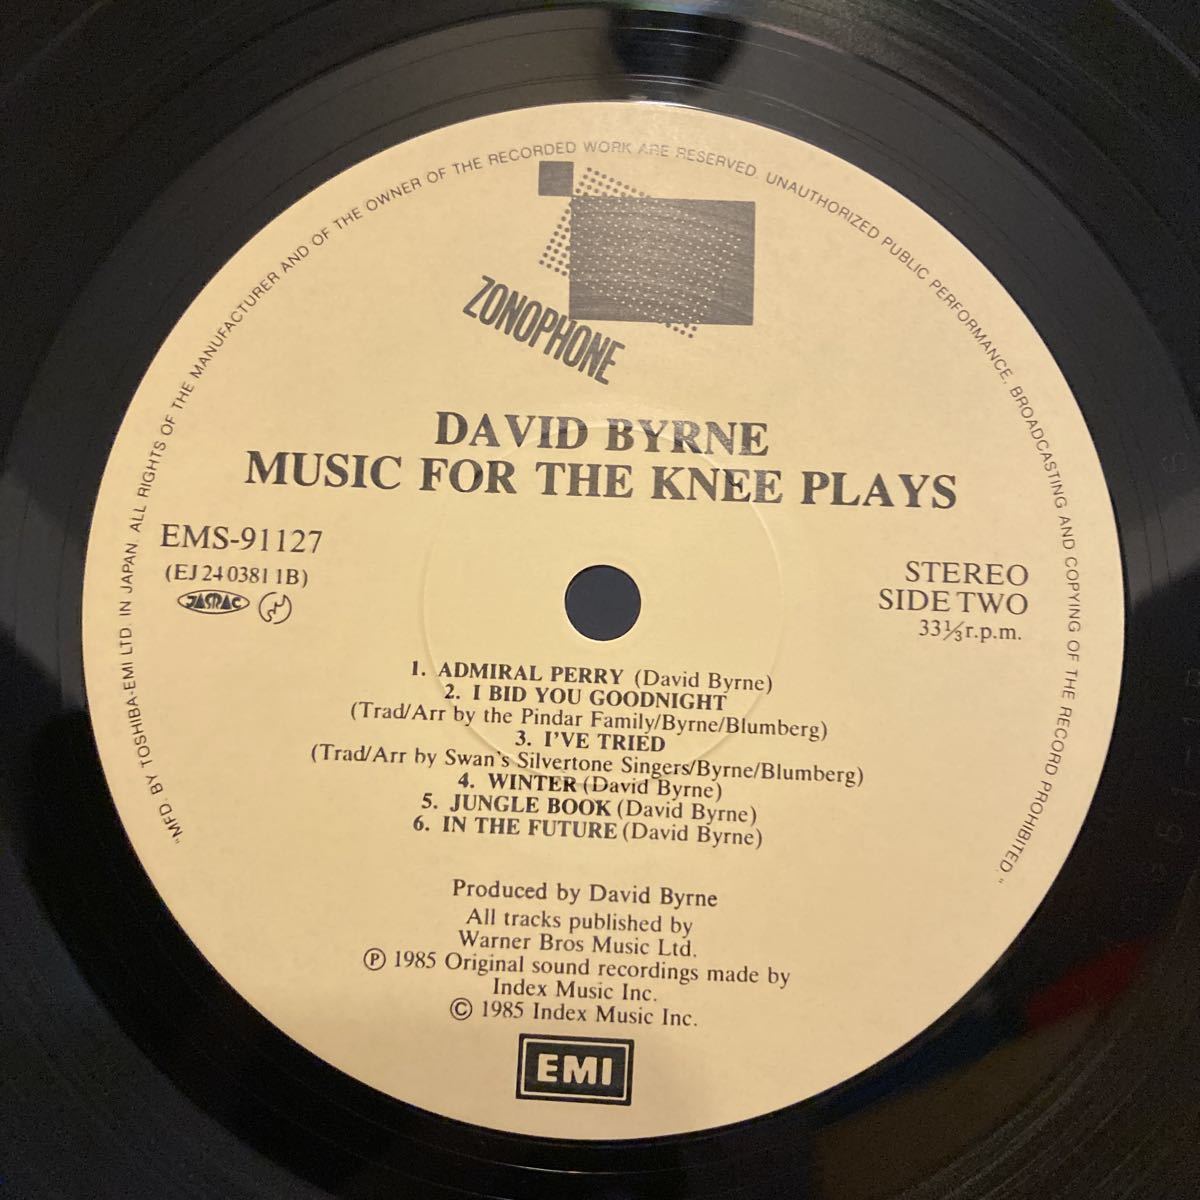 "MFD. BY TOSHIBA-EMI LTD. IN JAPAN. ALL RIGHTS OF THE MANUFACTURER AND OF THE OWNER OF THE RECORDED WORK ARE RESERVED. UNAUTHORIZED PUBLIC PERFORMANCE, BROADCASTING AND COPYING OF THE RECORD PROHIBITED."
ZONOPHONE
DAVID BYRNE
MUSIC FOR THE KNEE PLAYS
EMS-91127
(EJ 24 0381 1B)
JASRAC
STEREO
SIDE TWO
33⅓r.p.m.
1. ADMIRAL PERRY (David Byrne)
2. I BID YOU GOODNIGHT
(Trad/Arr by the Pindar Family/Byrne/Blumberg)
3. I'VE TRIED
(Trad/Arr by Swan's Silvertone Singers/Byrne/Blumberg)
4. WINTER (David Byrne)
5. JUNGLE BOOK (David Byrne)
6. IN THE FUTURE (David Byrne)
Produced by David Byrne
All tracks published by
Warner Bros Music Ltd.
Ⓟ 1985 Original sound recordings made by
Index Music Inc.
© 1985 Index Music Inc.
EMI